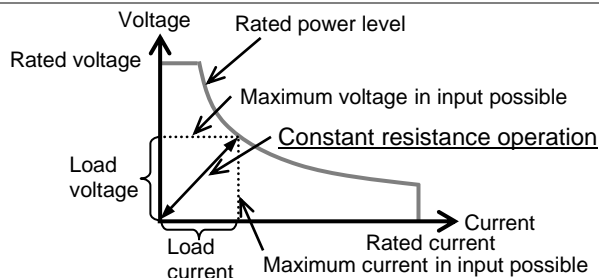 Voltage
Rated power level
Rated voltage
Maximum voltage in input possible
Constant resistance operation
Load
voltage
Current
Rated current
Load
current
Maximum current in input possible